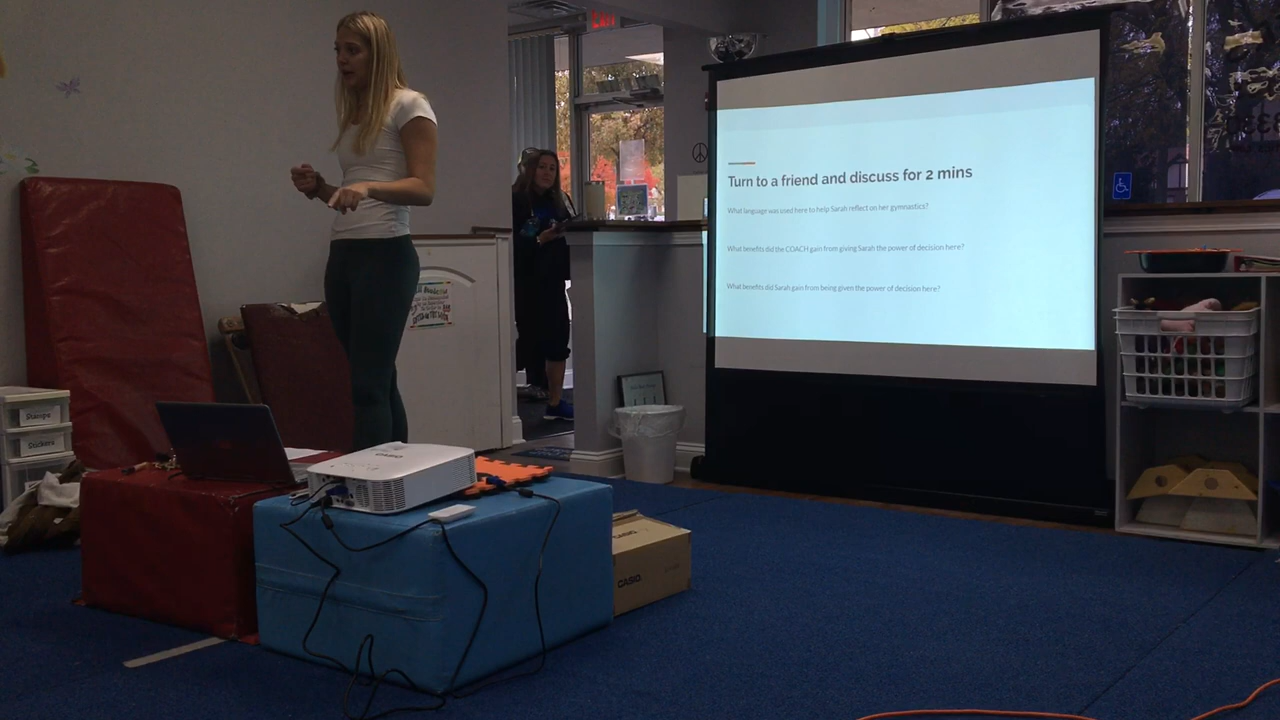 EXIT
Turn to a friend and discuss for 2 mins
What language was used here to help Sarah reflect on her gymnastics?
What benefits did the COACH gain from giving Sarah the power of decision here?
What benefits did Sarah gain from being given the power of decision here?
Stamps
Stickers
CASIO
CASIO